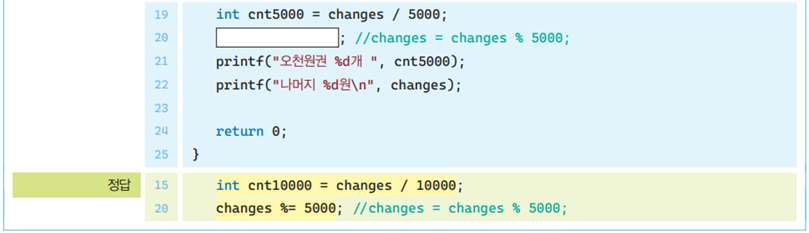 19 int cnt5000 = changes / 5000;
20 ; //changes = changes % 5000;
21 printf("오천원권 %d개 ", cnt5000);
22 printf("나머지 %d원\n", changes);
23
24 return 0;
25 }
정답 15 int cnt10000 = changes / 10000;
20 changes %= 5000; //changes = changes % 5000;